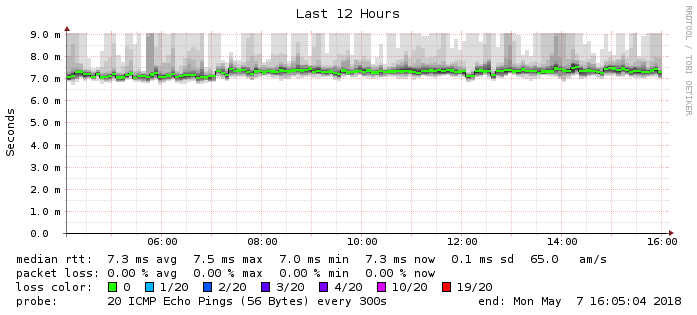 Last 12 Hours
RRDTOOL / TOBI OETIKER
Seconds
9.0 m
8.0 m
7.0 m
6.0 m
5.0 m
4.0 m
3.0 m
2.0 m
1.0 m
0.0
06:00 08:00 10:00 12:00 14:00 16:00
median rtt: 7.3 ms avg 7.5 ms max 7.0 ms min 7.3 ms now 0.1 ms sd 65.0 am/s
packet loss: 0.00 % avg 0.00 % max 0.00 % min 0.00 % now
loss color: 0 1/20 2/20 3/20 4/20 10/20 19/20
probe: 20 ICMP Echo Pings (56 Bytes) every 300s end: Mon May 7 16:05:04 2018